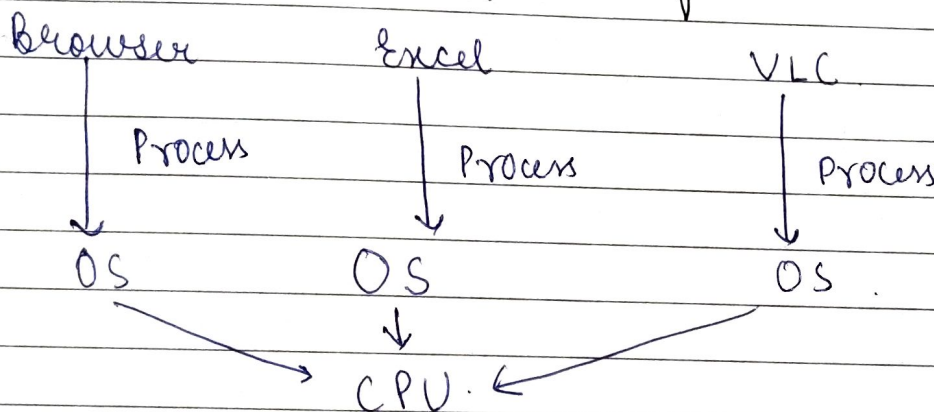 Browser Excel VLC
Process Process Process
OS OS OS.
CPU.